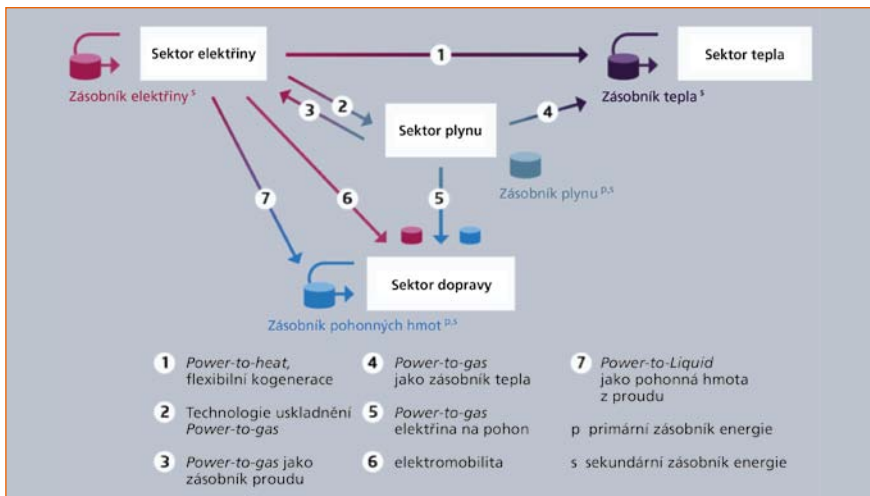 Sektor elektřiny
1
Sektor tepla
Zásobník elektřiny s
2
3
Zásobník tepla s
4
Sektor plynu
Zásobník plynu p,s
7
6
5
Sektor dopravy
Zásobník pohonných hmot p,s
1 Power-to-heat,
flexibilní kogenerace
2 Technologie uskladnění
Power-to-gas
3 Power-to-gas jako
zásobník proudu
4 Power-to-gas
jako zásobník tepla
5 Power-to-gas
elektřina na pohon
6 elektromobilita
7 Power-to-Liquid
jako pohonná hmota
z proudu
p primární zásobník energie
s sekundární zásobník energie